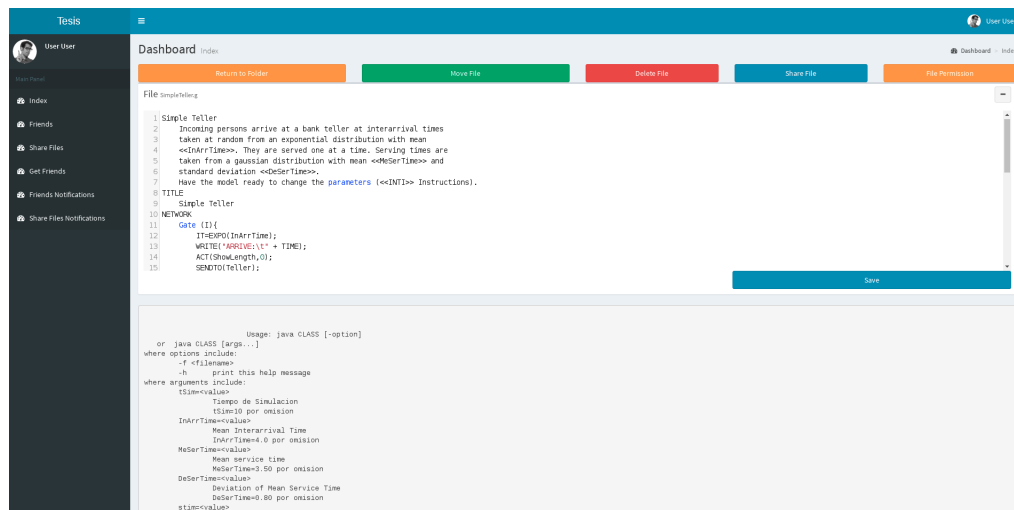 Tesis
User User
User Use
Main Panel
Index
Friends
Share Files
Get Friends
Friends Notifications
Share Files Notifications
Dashboard Index
Dashboard > Inde
Return to Folder
Move File
Delete File
Share File
File Permission
File SimpleTeller.g
1 Simple Teller
2 Incoming persons arrive at a bank teller at interarrival times
3 taken at random from an exponential distribution with mean
4 <<InArrTime>>. They are served one at a time. Serving times are
5 taken from a gaussian distribution with mean <<MeSerTime>> and
6 standard deviation <<DeSerTime>>.
7 Have the model ready to change the parameters (<<INTI>> Instructions).
8 TITLE
9 Simple Teller
10 NETWORK
11 Gate (I){
12 IT=EXPO(InArrTime);
13 WRITE("ARRIVE:\t" + TIME);
14 ACT(ShowLength,0);
15 SENDTO(Teller);
Save
Usage: java CLASS [-option]
or java CLASS [args...]
where options include:
-f <filename>
-h print this help message
where arguments include:
tSim=<value>
Tiempo de Simulacion
tSim=10 por omision
InArrTime=<value>
Mean Interarrival Time
InArrTime=4.0 por omision
MeSerTime=<value>
Mean service time
MeSerTime=3.50 por omision
DeSerTime=<value>
Deviation of Mean Service Time
DeSerTime=0.80 por omision
stim=<value>